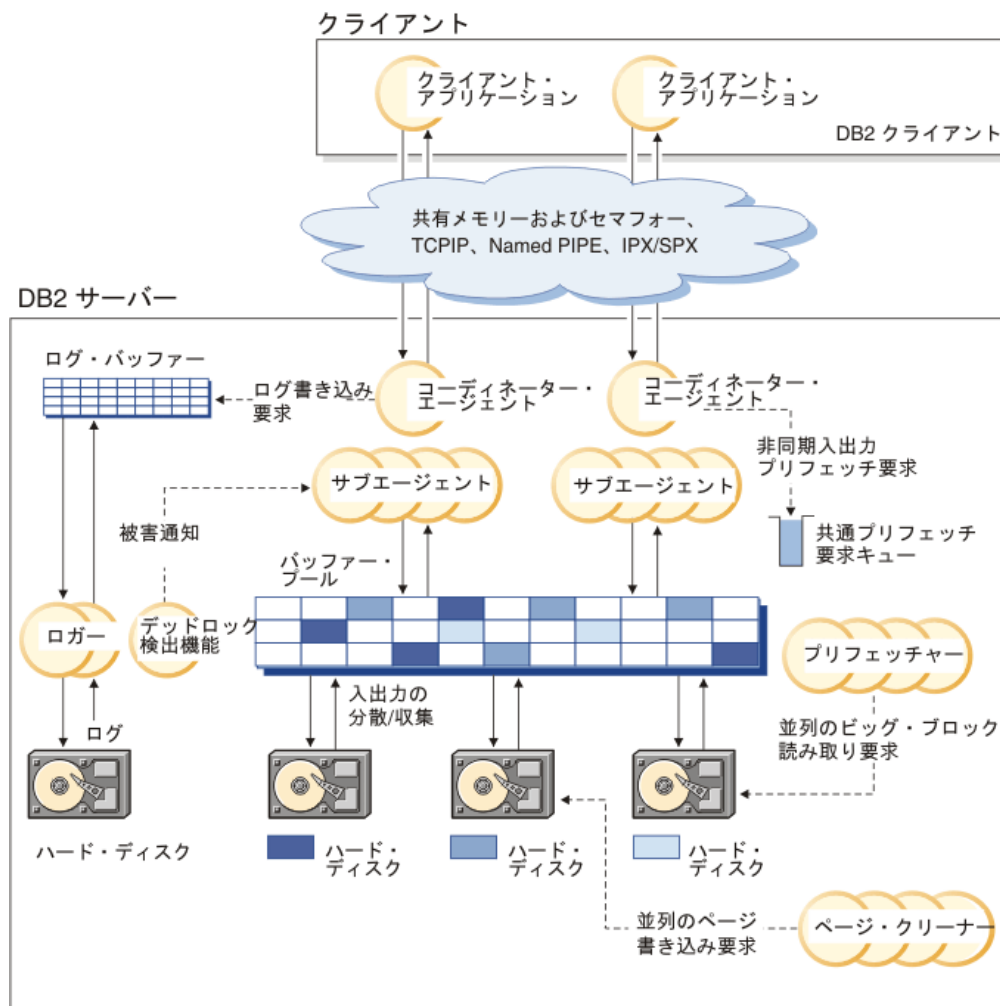 クライアント
クライアント・
アプリケーション
クライアント・
アプリケーション
DB2 クライアント
共有メモリーおよびセマフォー、
TCPIP、Named PIPE、IPX/SPX
DB2 サーバー
ログ・バッファー
ログ書き込み
要求
コーディネーター・
エージェント
コーディネーター・
エージェント
非同期入出力
プリフェッチ要求
サブエージェント
サブエージェント
被害通知
共通プリフェッチ
要求キュー
バッファー・
プール
ロガー
デッドロック
検出機能
プリフェッチャー
入出力の
分散/収集
ログ
並列のビッグ・ブロック
読み取り要求
ハード・ディスク
ハード・
ディスク
ハード・
ディスク
ハード・
ディスク
並列のページ
書き込み要求
ページ・クリーナー